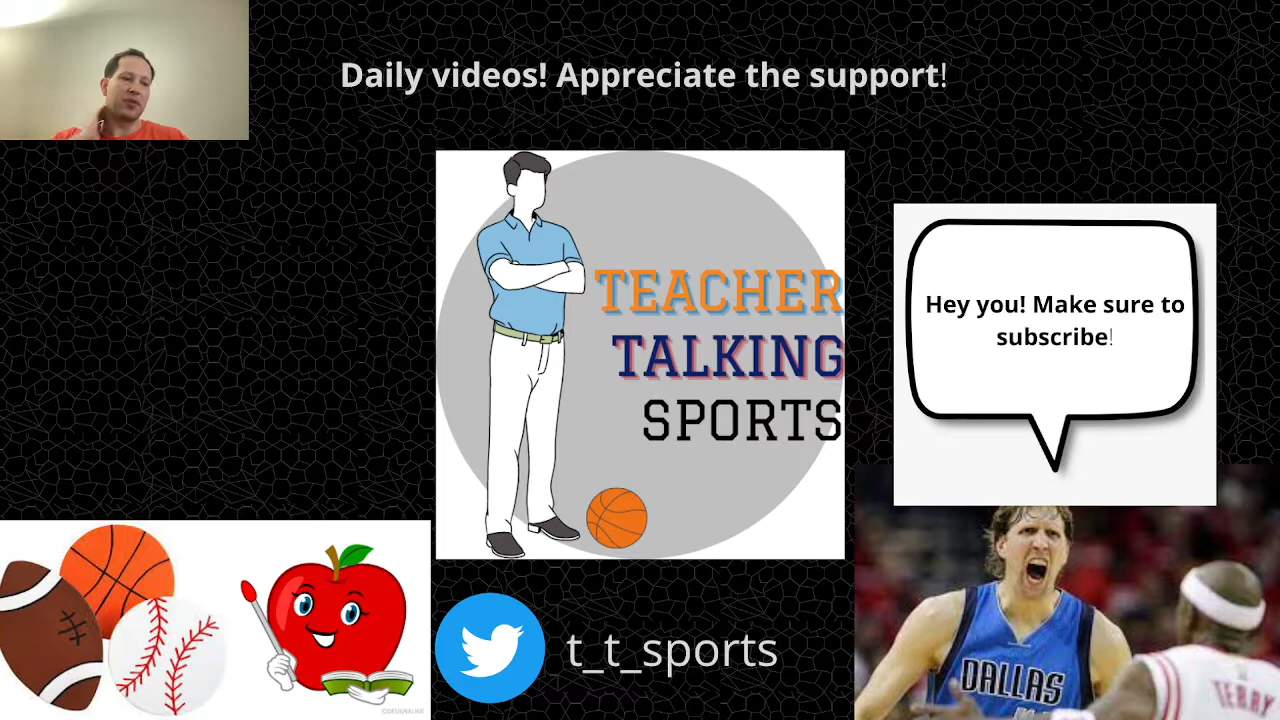 Daily videos! Appreciate the support!
TEACHER
TALKING
SPORTS
Hey you! Make sure to
subscribe!
t_t_sports
DALLAS
TERRY